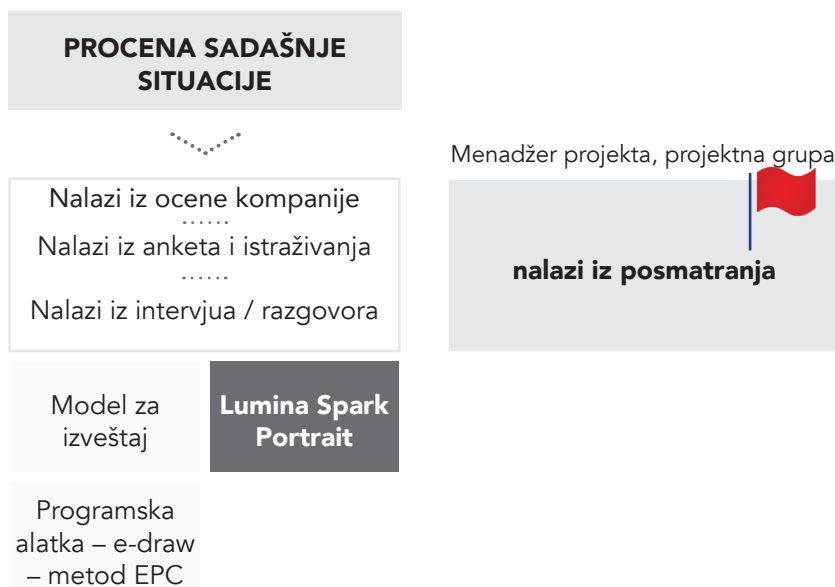 PROCENA SADAŠNJE
SITUACIJE
Nalazi iz ocene kompanije
Nalazi iz anketa i istraživanja
Nalazi iz intervjua / razgovora
Model za
izveštaj
Lumina Spark
Portrait
Programska
alatka – e-draw
– metod EPC
Menadžer projekta, projektna grupa
nalazi iz posmatranja